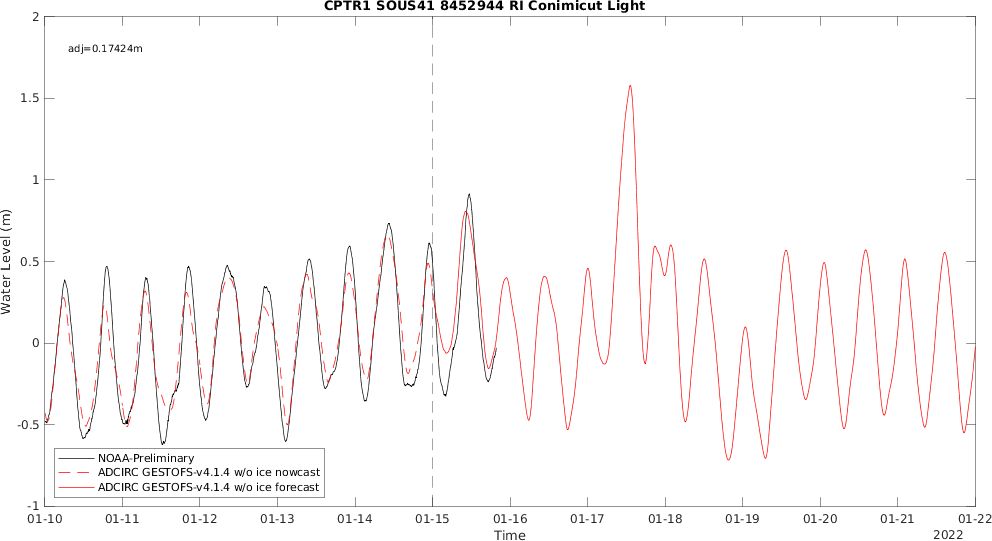 CPTR1 SOUS41 8452944 RI Conimicut Light
adj=0.17424m
Water Level (m)
2
1.5
1
0.5
0
-0.5
-1
NOAA-Preliminary
ADCIRC GESTOFS-v4.1.4 w/o ice nowcast
ADCIRC GESTOFS-v4.1.4 w/o ice forecast
01-10 01-11 01-12 01-13 01-14 01-15 01-16 01-17 01-18 01-19 01-20 01-21 01-22
Time
2022